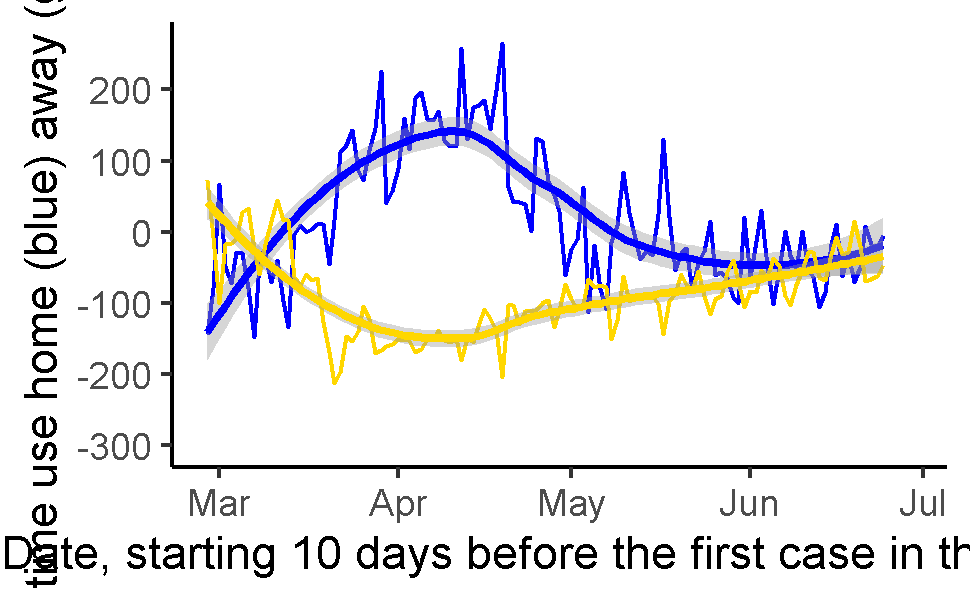 time use home (blue) away (
200
100
0
-100
-200
-300
Mar Apr May Jun Jul
Date, starting 10 days before the first case in th